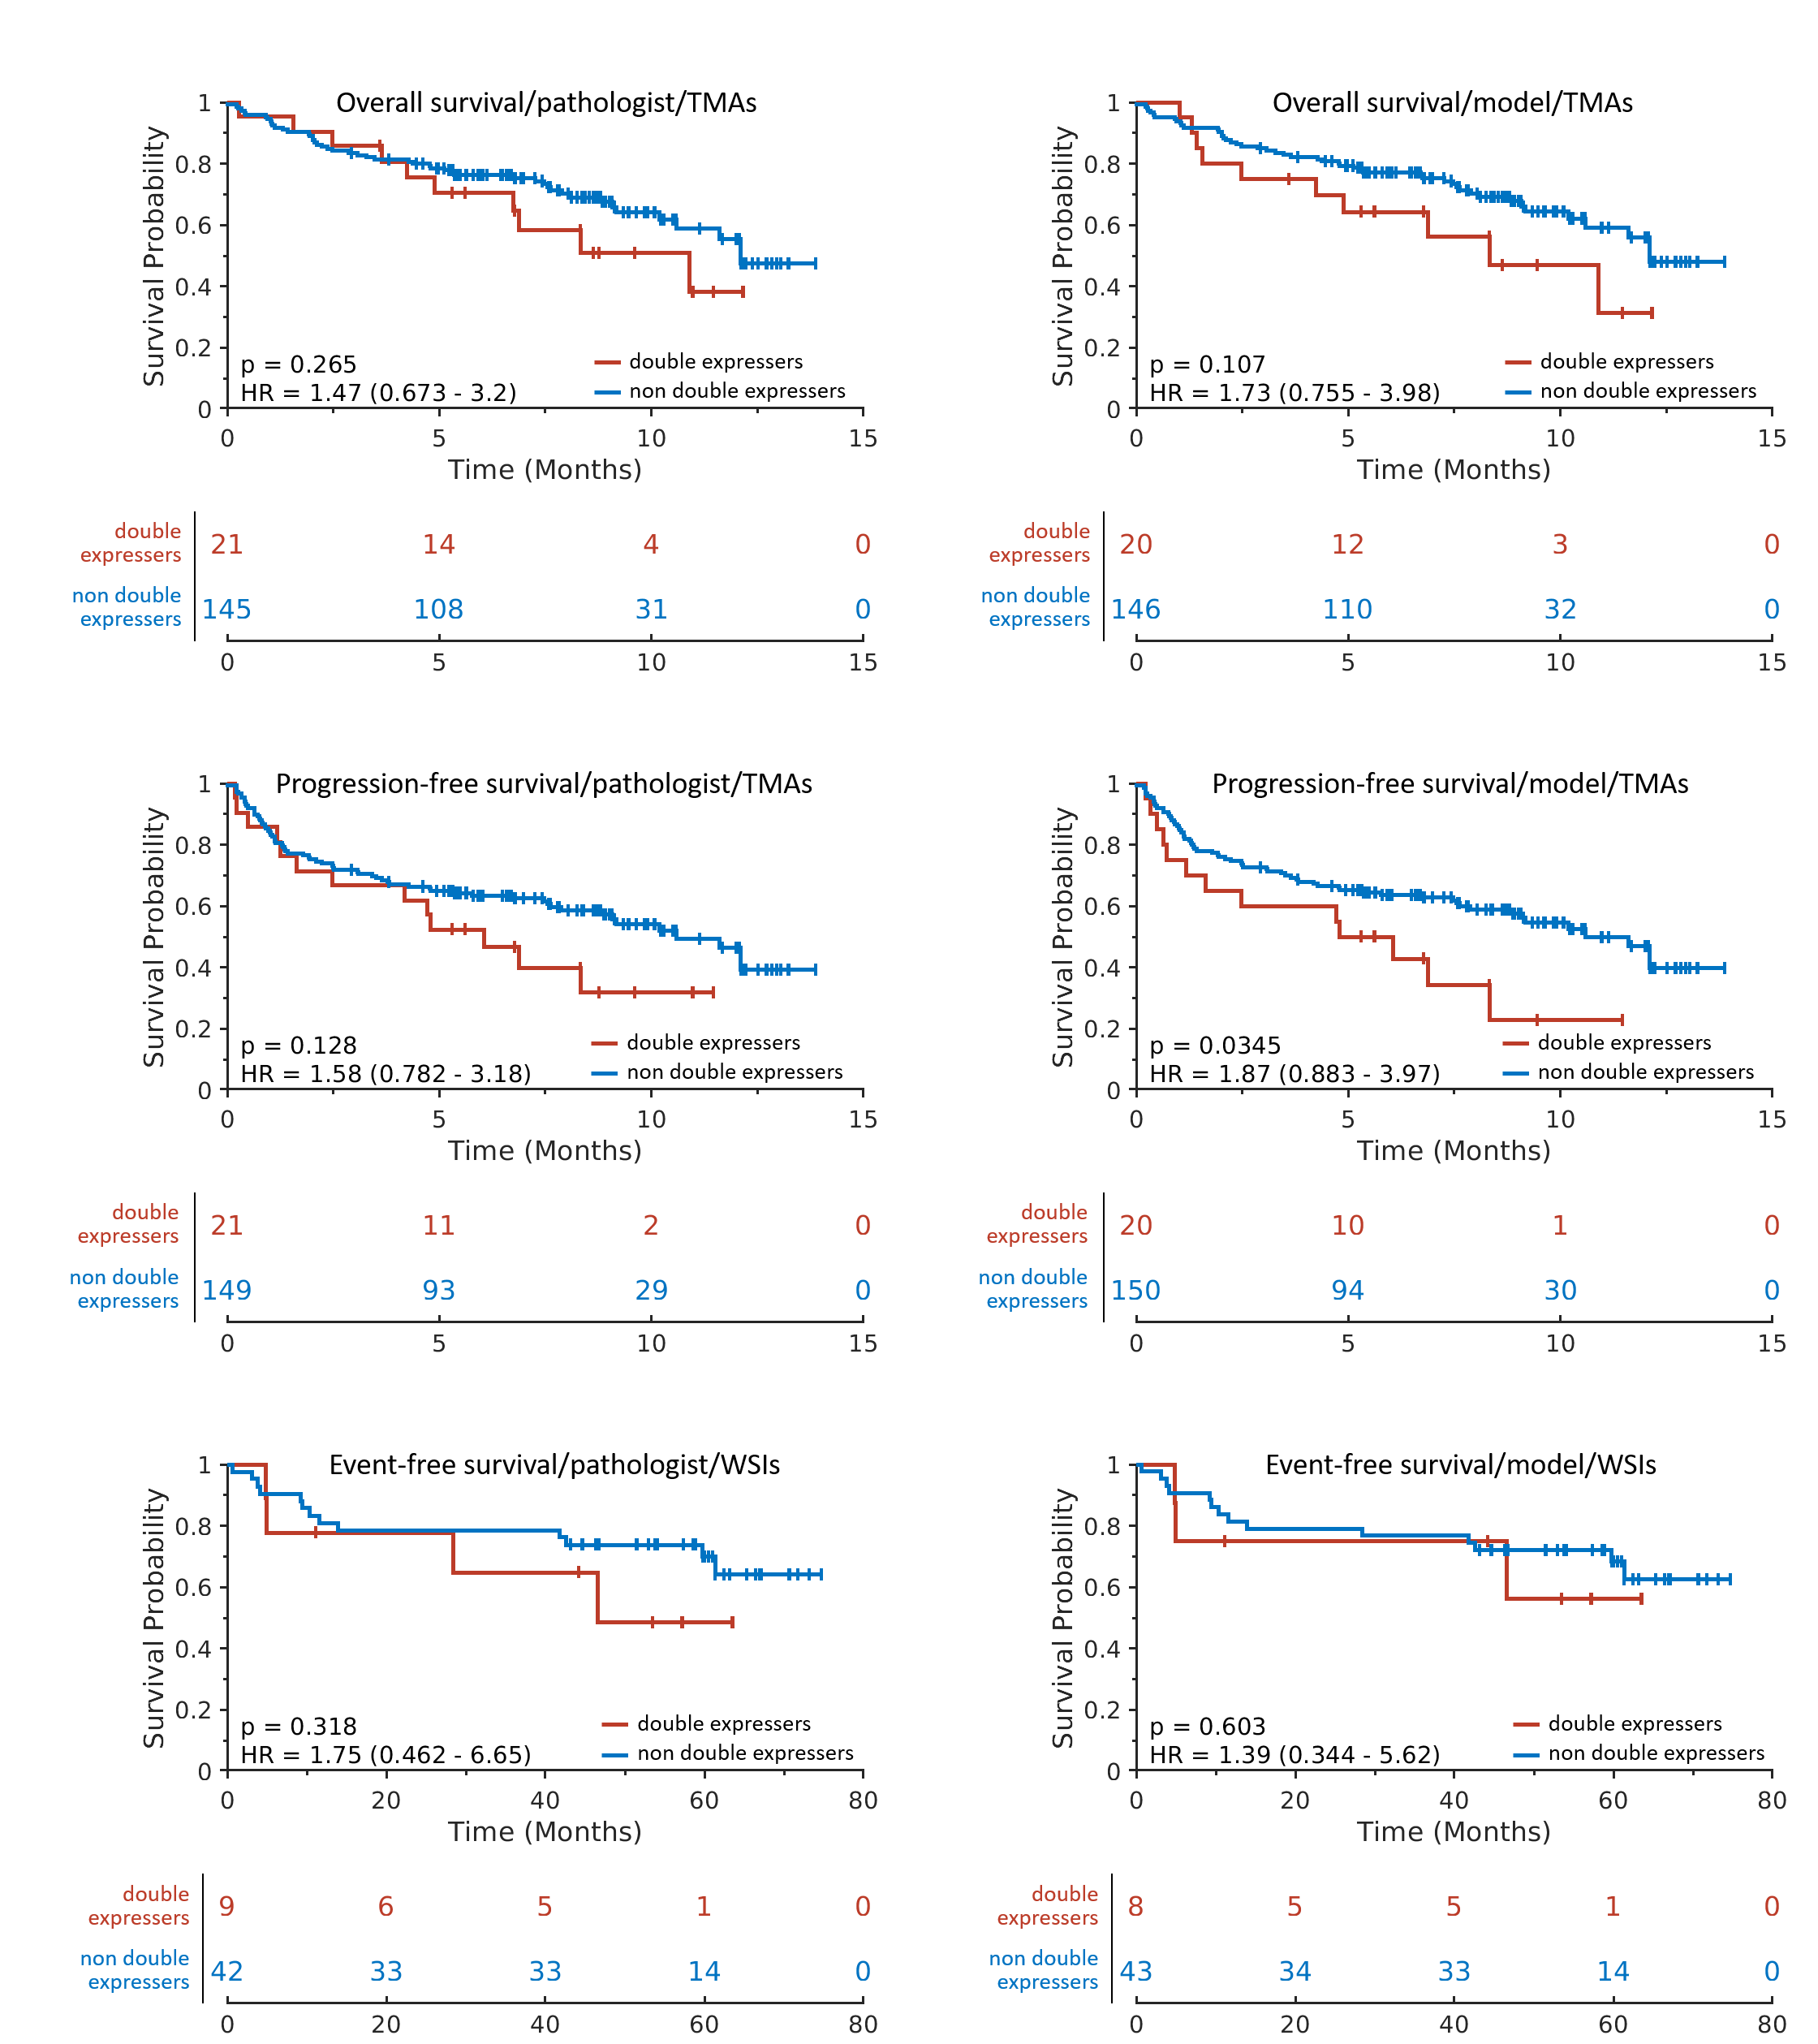 Overall survival/pathologist/TMAs
Survival Probability
1
0.8
0.6
0.4
0.2
0
p = 0.265
HR = 1.47 (0.673 - 3.2)
double expressers
non double expressers
0 5 10 15
Time (Months)
double
expressers
21 14 4 0
non double
expressers
145 108 31 0
0 5 10 15
Overall survival/model/TMAs
Survival Probability
1
0.8
0.6
0.4
0.2
0
p = 0.107
HR = 1.73 (0.755 - 3.98)
double expressers
non double expressers
0 5 10 15
Time (Months)
double
expressers
20 12 3 0
non double
expressers
146 110 32 0
0 5 10 15
Progression-free survival/pathologist/TMAs
Survival Probability
1
0.8
0.6
0.4
0.2
0
p = 0.128
HR = 1.58 (0.782 - 3.18)
double expressers
non double expressers
0 5 10 15
Time (Months)
double
expressers
21 11 2 0
non double
expressers
149 93 29 0
0 5 10 15
Progression-free survival/model/TMAs
Survival Probability
1
0.8
0.6
0.4
0.2
0
p = 0.0345
HR = 1.87 (0.883 - 3.97)
double expressers
non double expressers
0 5 10 15
Time (Months)
double
expressers
20 10 1 0
non double
expressers
150 94 30 0
0 5 10 15
Event-free survival/pathologist/WSIs
Survival Probability
1
0.8
0.6
0.4
0.2
0
p = 0.318
HR = 1.75 (0.462 - 6.65)
double expressers
non double expressers
0 20 40 60 80
Time (Months)
double
expressers
9 6 5 1 0
non double
expressers
42 33 33 14 0
0 20 40 60 80
Event-free survival/model/WSIs
Survival Probability
1
0.8
0.6
0.4
0.2
0
p = 0.603
HR = 1.39 (0.344 - 5.62)
double expressers
non double expressers
0 20 40 60 80
Time (Months)
double
expressers
8 5 5 1 0
non double
expressers
43 34 33 14 0
0 20 40 60 80